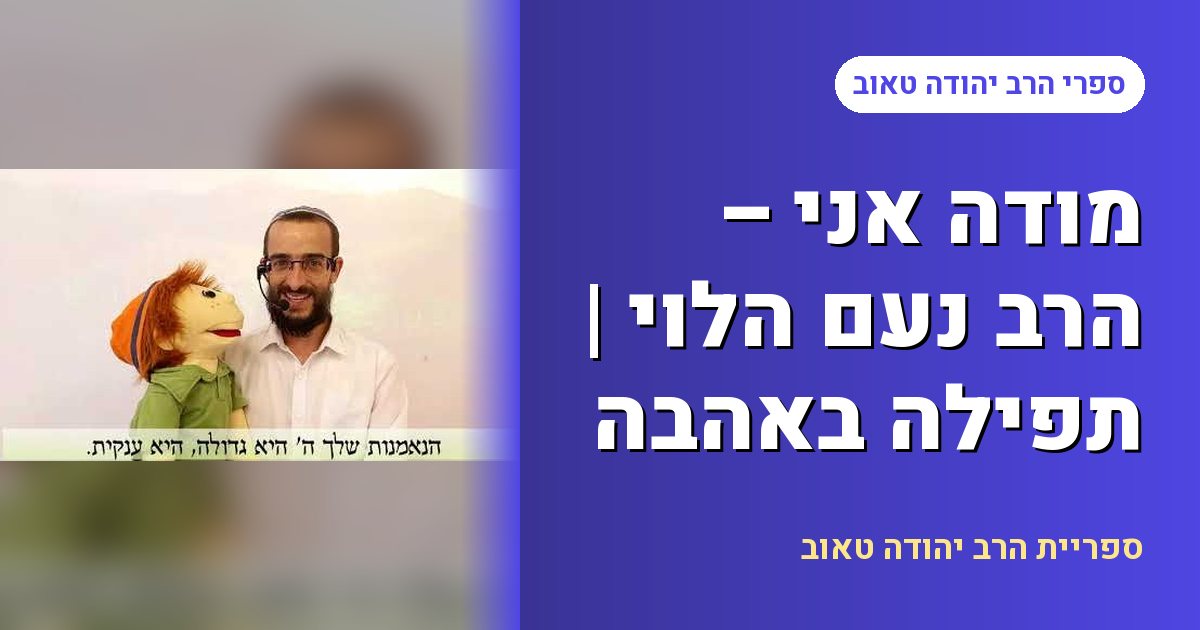 ספרי הרב יהודה טאוב
מודה אני –
הרב נעם הלוי |
תפילה באהבה
ספריית הרב יהודה טאוב
הנאמנות שלך ה' היא גדולה, היא ענקית.